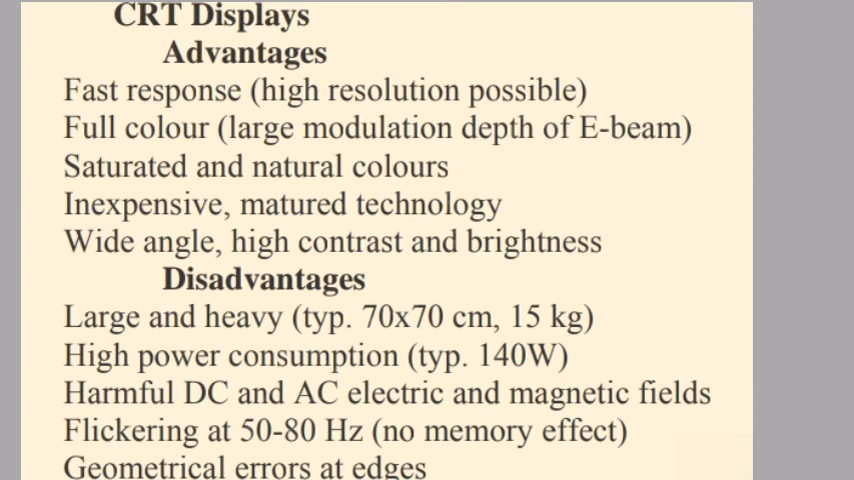 CRT Displays
Advantages
Fast response (high resolution possible)
Full colour (large modulation depth of E-beam)
Saturated and natural colours
Inexpensive, matured technology
Wide angle, high contrast and brightness
Disadvantages
Large and heavy (typ. 70x70 cm, 15 kg)
High power consumption (typ. 140W)
Harmful DC and AC electric and magnetic fields
Flickering at 50-80 Hz (no memory effect)
Geometrical errors at edges